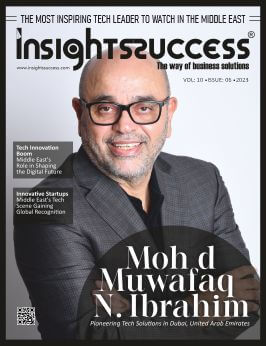 THE MOST INSPIRING TECH LEADER TO WATCH IN THE MIDDLE EAST
INSIGHTSSUCCESS®
www.insightssuccess.com
The way of business solutions
VOL: 10 • ISSUE: 06 • 2023
Tech Innovation
Boom
Middle East's
Role in Shaping
the Digital Future
Innovative Startups
Middle East's Tech
Scene Gaining
Global Recognition
Moh d
Muwafaq
N. Ibrahim
Pioneering Tech Solutions in Dubai, United Arab Emirates